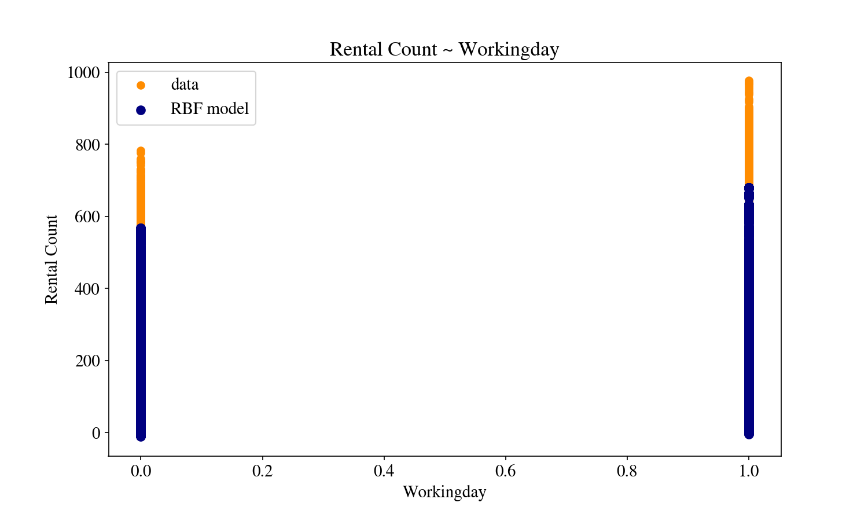 Rental Count ~ Workingday
data
RBF model
1000
800
600
400
200
0
Rental Count
0.0 0.2 0.4 0.6 0.8 1.0
Workingday